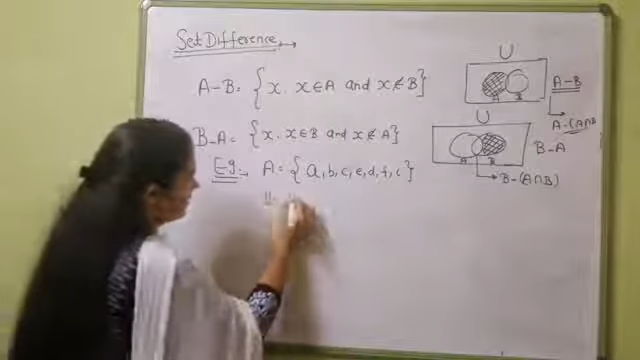 Set Difference →
U
A-B = { x. x∈A and x∉B }
A B
A-B
A-(A∩B
B-A = { x. x∈B and x∉A }
U
A B
B-A
→ B-(A∩B)
Eg:- A = { a, b, c, e, d, f, c }